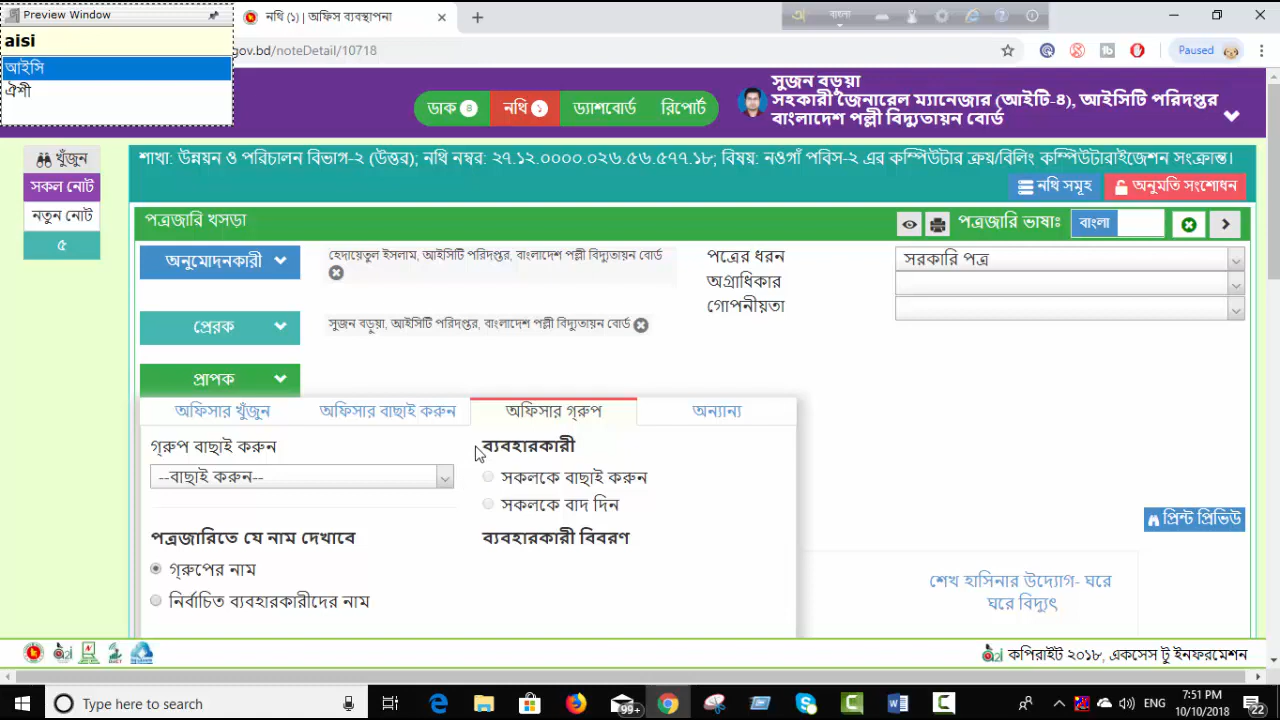 Preview Window
aisi
আইসি
ঐশী
নথি (১) | অফিস ব্যবস্থাপনা
বাংলা
gov.bd/noteDetail/10718
Paused
ডাক ৪ নথি ১ ড্যাশবোর্ড রিপোর্ট
সুজন বড়ুয়া
সহকারী জেনারেল ম্যানেজার (আইটি-৪), আইসিটি পরিদপ্তর
বাংলাদেশ পল্লী বিদ্যুতায়ন বোর্ড
খুঁজুন
সকল নোট
নতুন নোট
৫
শাখা: উন্নয়ন ও পরিচালন বিভাগ-২ (উত্তর); নথি নম্বর: ২৭.১২.০০০০.০২৬.৫৬.৫৭৭.১৮; বিষয়: নওগাঁ পবিস-২ এর কম্পিউটার ক্রয়/বিলিং কম্পিউটারাইজেশন সংক্রান্ত।
নথি সমূহ অনুমতি সংশোধন
পত্রজারি খসড়া
পত্রজারি ভাষাঃ বাংলা
অনুমোদনকারী
হেদায়েতুল ইসলাম, আইসিটি পরিদপ্তর, বাংলাদেশ পল্লী বিদ্যুতায়ন বোর্ড
পত্রের ধরন সরকারি পত্র
অগ্রাধিকার
গোপনীয়তা
প্রেরক
সুজন বড়ুয়া, আইসিটি পরিদপ্তর, বাংলাদেশ পল্লী বিদ্যুতায়ন বোর্ড
প্রাপক
অফিসার খুঁজুন অফিসার বাছাই করুন অফিসার গ্রুপ অন্যান্য
গ্রুপ বাছাই করুন
--বাছাই করুন--
ব্যবহারকারী
সকলকে বাছাই করুন
সকলকে বাদ দিন
পত্রজারিতে যে নাম দেখাবে
গ্রুপের নাম
নির্বাচিত ব্যবহারকারীদের নাম
ব্যবহারকারী বিবরণ
প্রিন্ট প্রিভিউ
শেখ হাসিনার উদ্যোগ- ঘরে
ঘরে বিদ্যুৎ
কপিরাইট ২০১৮, একসেস টু ইনফরমেশন
Type here to search
99+
ENG
7:51 PM
10/10/2018
22